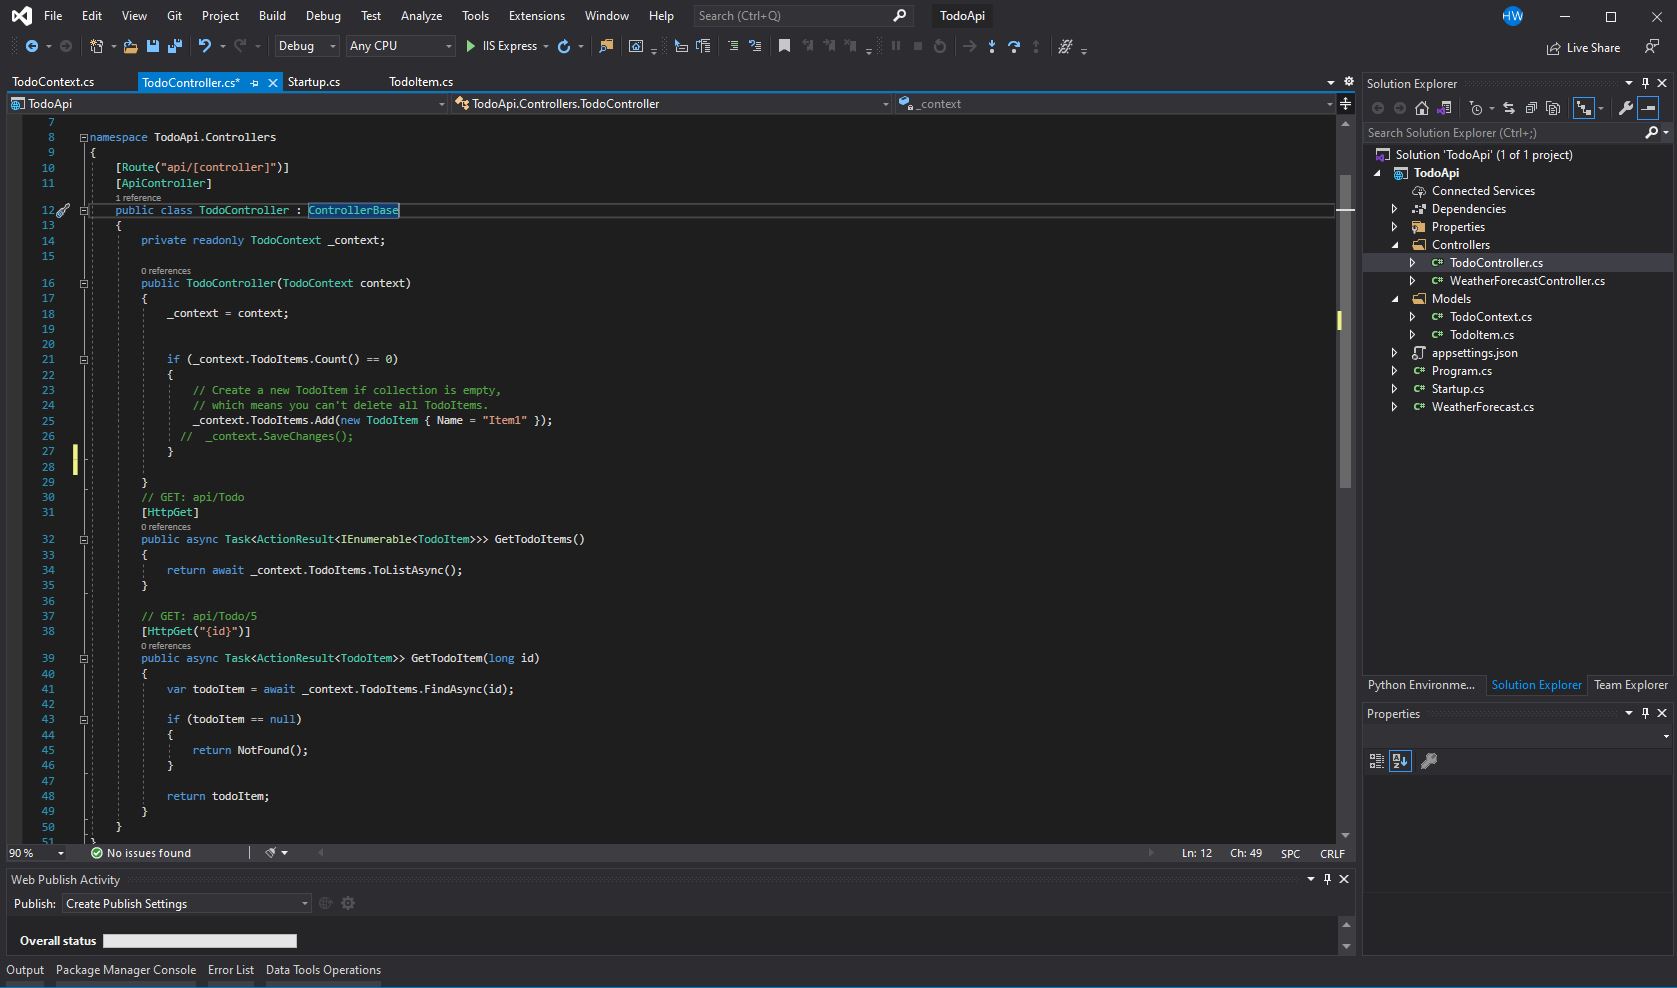 File Edit View Git Project Build Debug Test Analyze Tools Extensions Window Help Search (Ctrl+Q) TodoApi HW
Debug Any CPU IIS Express Live Share
TodoContext.cs TodoController.cs* Startup.cs TodoItem.cs
TodoApi TodoApi.Controllers.TodoController _context
7
8 namespace TodoApi.Controllers
9 {
10 [Route("api/[controller]")]
11 [ApiController]
1 reference
12 public class TodoController : ControllerBase
13 {
14 private readonly TodoContext _context;
15
0 references
16 public TodoController(TodoContext context)
17 {
18 _context = context;
19
20
21 if (_context.TodoItems.Count() == 0)
22 {
23 // Create a new TodoItem if collection is empty,
24 // which means you can't delete all TodoItems.
25 _context.TodoItems.Add(new TodoItem { Name = "Item1" });
26 // _context.SaveChanges();
27 }
28
29 }
30 // GET: api/Todo
31 [HttpGet]
0 references
32 public async Task<ActionResult<IEnumerable<TodoItem>>> GetTodoItems()
33 {
34 return await _context.TodoItems.ToListAsync();
35 }
36
37 // GET: api/Todo/5
38 [HttpGet("{id}")]
0 references
39 public async Task<ActionResult<TodoItem>> GetTodoItem(long id)
40 {
41 var todoItem = await _context.TodoItems.FindAsync(id);
42
43 if (todoItem == null)
44 {
45 return NotFound();
46 }
47
48 return todoItem;
49 }
50 }
51 }
90 % No issues found Ln: 12 Ch: 49 SPC CRLF
Web Publish Activity
Publish: Create Publish Settings
Overall status
Output Package Manager Console Error List Data Tools Operations
Solution Explorer
Search Solution Explorer (Ctrl+;)
Solution 'TodoApi' (1 of 1 project)
TodoApi
Connected Services
Dependencies
Properties
Controllers
C# TodoController.cs
C# WeatherForecastController.cs
Models
C# TodoContext.cs
C# TodoItem.cs
appsettings.json
C# Program.cs
C# Startup.cs
C# WeatherForecast.cs
Python Environme... Solution Explorer Team Explorer
Properties